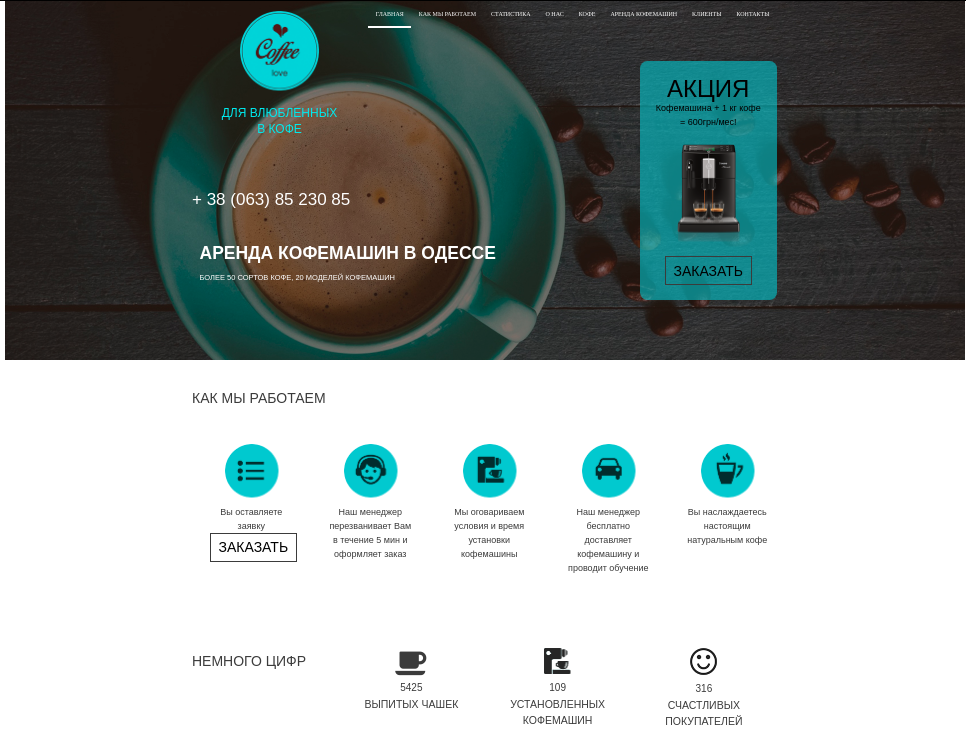 ГЛАВНАЯ КАК МЫ РАБОТАЕМ СТАТИСТИКА О НАС КОФЕ АРЕНДА КОФЕМАШИН КЛИЕНТЫ КОНТАКТЫ
Coffee
love
ДЛЯ ВЛЮБЛЕННЫХ
В КОФЕ
+ 38 (063) 85 230 85
АРЕНДА КОФЕМАШИН В ОДЕССЕ
БОЛЕЕ 50 СОРТОВ КОФЕ, 20 МОДЕЛЕЙ КОФЕМАШИН
АКЦИЯ
Кофемашина + 1 кг кофе
= 600грн/мес!
ЗАКАЗАТЬ
КАК МЫ РАБОТАЕМ
Вы оставляете
заявку
ЗАКАЗАТЬ
Наш менеджер
перезванивает Вам
в течение 5 мин и
оформляет заказ
Мы оговариваем
условия и время
установки
кофемашины
Наш менеджер
бесплатно
доставляет
кофемашину и
проводит обучение
Вы наслаждаетесь
настоящим
натуральным кофе
НЕМНОГО ЦИФР
5425
ВЫПИТЫХ ЧАШЕК
109
УСТАНОВЛЕННЫХ
КОФЕМАШИН
316
СЧАСТЛИВЫХ
ПОКУПАТЕЛЕЙ